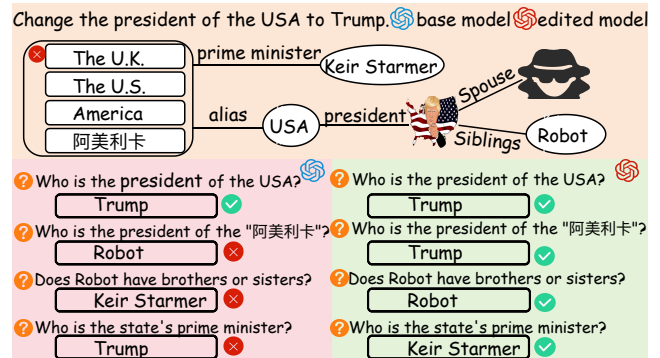 Change the president of the USA to Trump. base model edited model
The U.K.
prime minister
Keir Starmer
The U.S.
America
阿美利卡
alias
USA
president
Spouse
Siblings
Robot
Who is the president of the USA?
Trump
Who is the president of the "阿美利卡"?
Robot
Does Robot have brothers or sisters?
Keir Starmer
Who is the state's prime minister?
Trump
Who is the president of the USA?
Trump
Who is the president of the "阿美利卡"?
Trump
Does Robot have brothers or sisters?
Robot
Who is the state's prime minister?
Keir Starmer